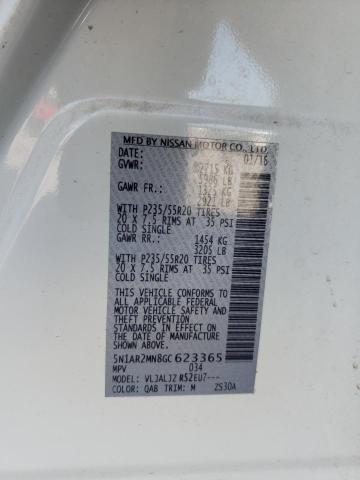 MFD BY NISSAN MOTOR CO., LTD.
DATE: 01/16
GVWR: 2715 KG
LB
GAWR FR: KG
2921 LB
WITH P235/55R20 TIRES
20 X 7.5 RIMS AT 35 PSI
COLD SINGLE
GAWR RR: 1454 KG
3205 LB
WITH P235/55R20 TIRES
20 X 7.5 RIMS AT 35 PSI
COLD SINGLE
THIS VEHICLE CONFORMS TO
ALL APPLICABLE FEDERAL
MOTOR VEHICLE SAFETY AND
THEFT PREVENTION STANDARDS
IN EFFECT ON THE DATE OF
MANUFACTURE SHOWN ABOVE.
5N1AR2MN8GC623365
MPV 034
MODEL: VLJALJZ R52EU7---
COLOR: QAB TRIM: M ZS30A